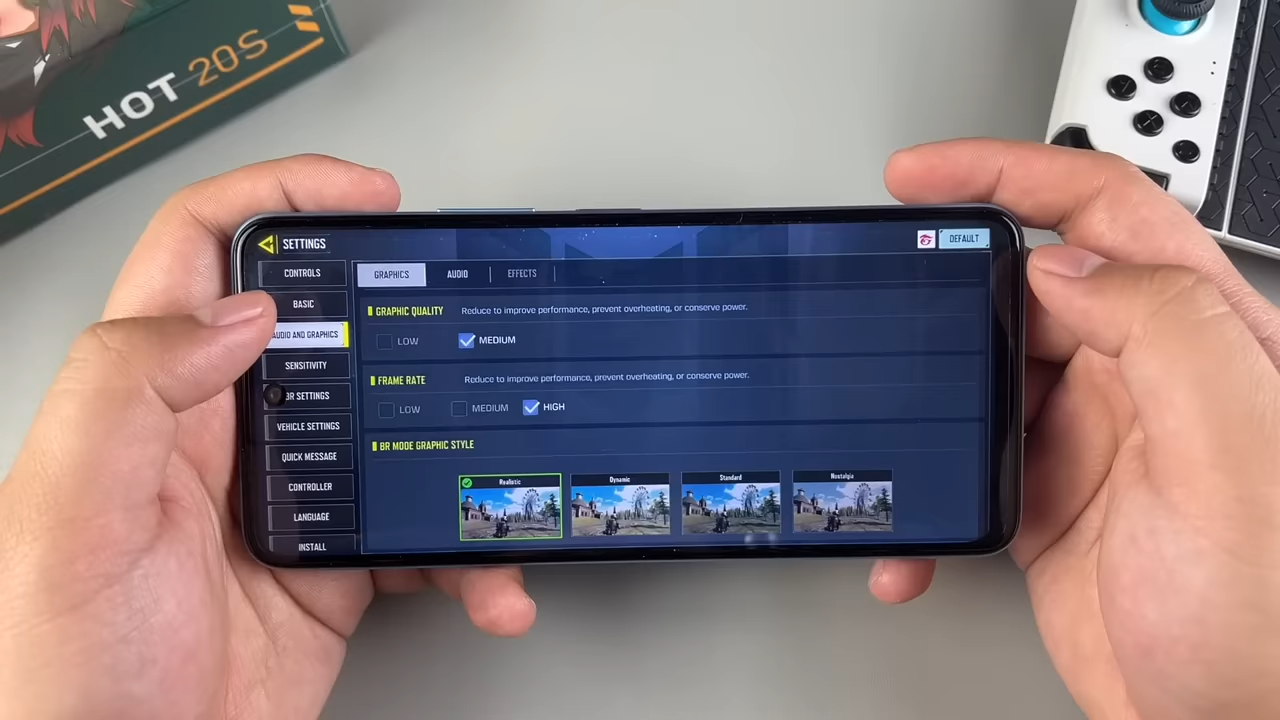 HOT 20S
SETTINGS
DEFAULT
CONTROLS
BASIC
AUDIO AND GRAPHICS
SENSITIVITY
BR SETTINGS
VEHICLE SETTINGS
QUICK MESSAGE
CONTROLLER
LANGUAGE
INSTALL
GRAPHICS
AUDIO
EFFECTS
GRAPHIC QUALITY
Reduce to improve performance, prevent overheating, or conserve power.
LOW
MEDIUM
FRAME RATE
Reduce to improve performance, prevent overheating, or conserve power.
LOW
MEDIUM
HIGH
BR MODE GRAPHIC STYLE
Realistic
Dynamic
Standard
Nostalgia